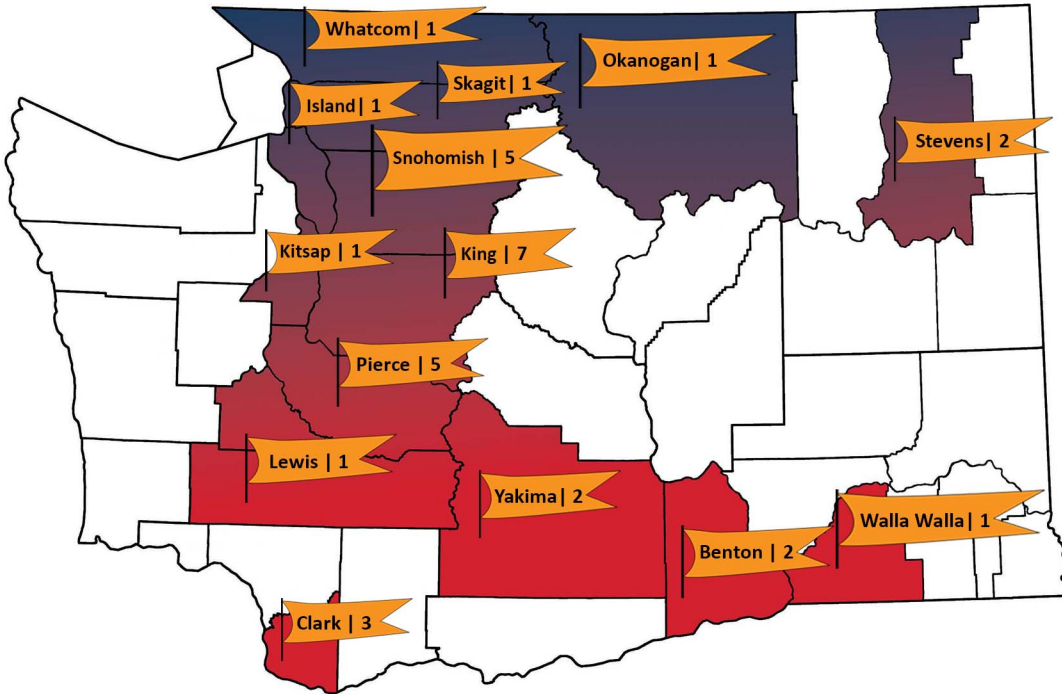 Whatcom| 1
Okanogan| 1
Skagit| 1
Island| 1
Stevens| 2
Snohomish | 5
Kitsap | 1
King | 7
Pierce | 5
Lewis | 1
Yakima| 2
Walla Walla| 1
Benton | 2
Clark | 3